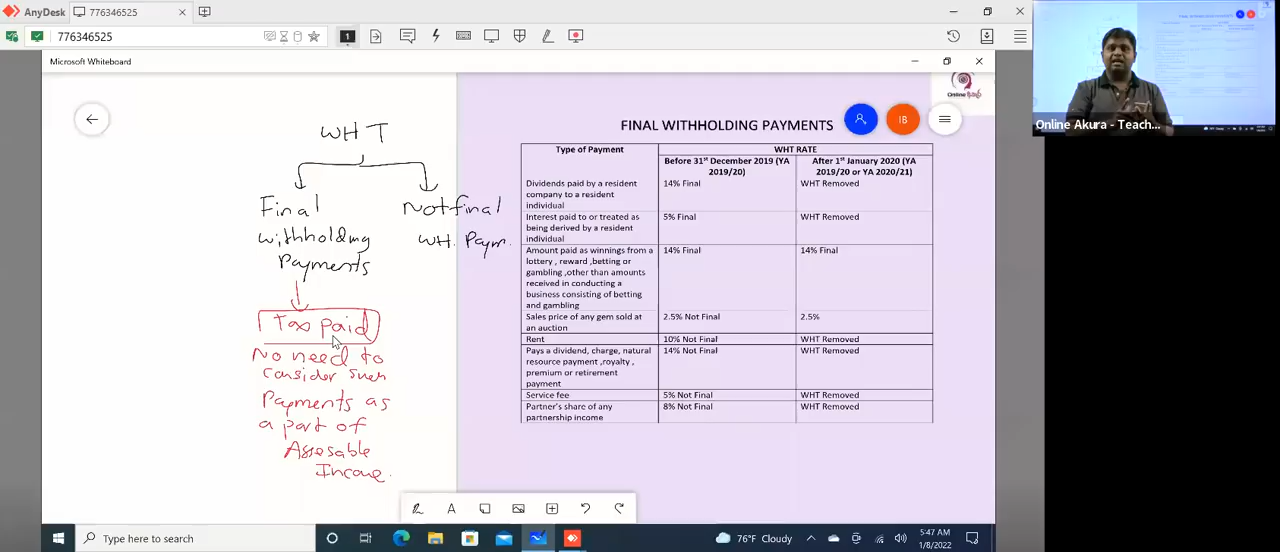 AnyDesk
776346525
776346525
1
Microsoft Whiteboard
Online
IB
Online Akura - Teach...
WHT
Final
withholding
Payments
Not final
WH. Paym.
Tax paid
No need to
consider such
Payments as
a part of
Assesable
Income.
FINAL WITHHOLDING PAYMENTS
Type of Payment
WHT RATE
Before 31st December 2019 (YA 2019/20)
After 1st January 2020 (YA 2019/20 or YA 2020/21)
Dividends paid by a resident company to a resident individual
14% Final
WHT Removed
Interest paid to or treated as being derived by a resident individual
5% Final
WHT Removed
Amount paid as winnings from a lottery , reward ,betting or gambling ,other than amounts received in conducting a business consisting of betting and gambling
14% Final
14% Final
Sales price of any gem sold at an auction
2.5% Not Final
2.5%
Rent
10% Not Final
WHT Removed
Pays a dividend, charge, natural resource payment ,royalty , premium or retirement payment
14% Not Final
WHT Removed
Service fee
5% Not Final
WHT Removed
Partner's share of any partnership income
8% Not Final
WHT Removed
Type here to search
76°F Cloudy
5:47 AM
1/8/2022